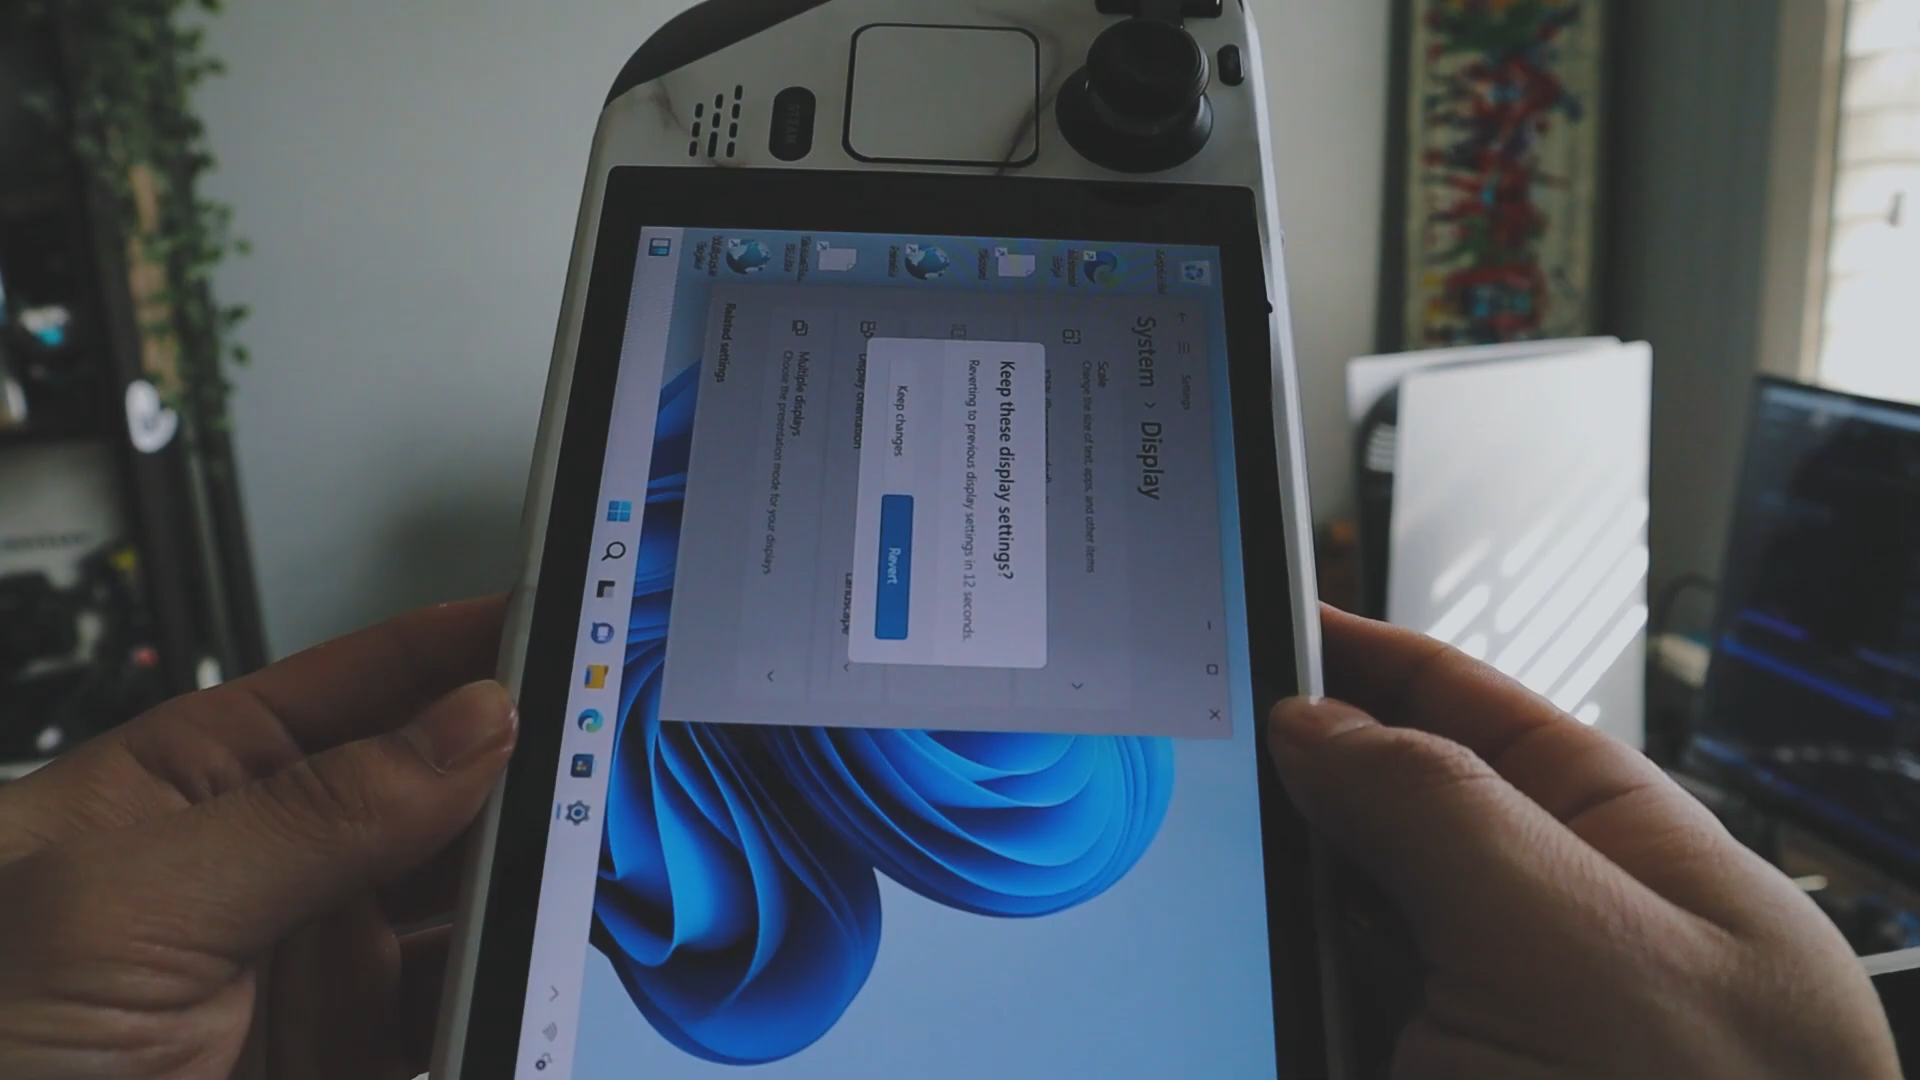 STEAM
Settings
System > Display
Scale
Change the size of text, apps, and other items
Keep these display settings?
Reverting to previous display settings in 12 seconds.
Keep changes
Revert
Display orientation
Landscape
Multiple displays
Choose the presentation mode for your displays
Related settings